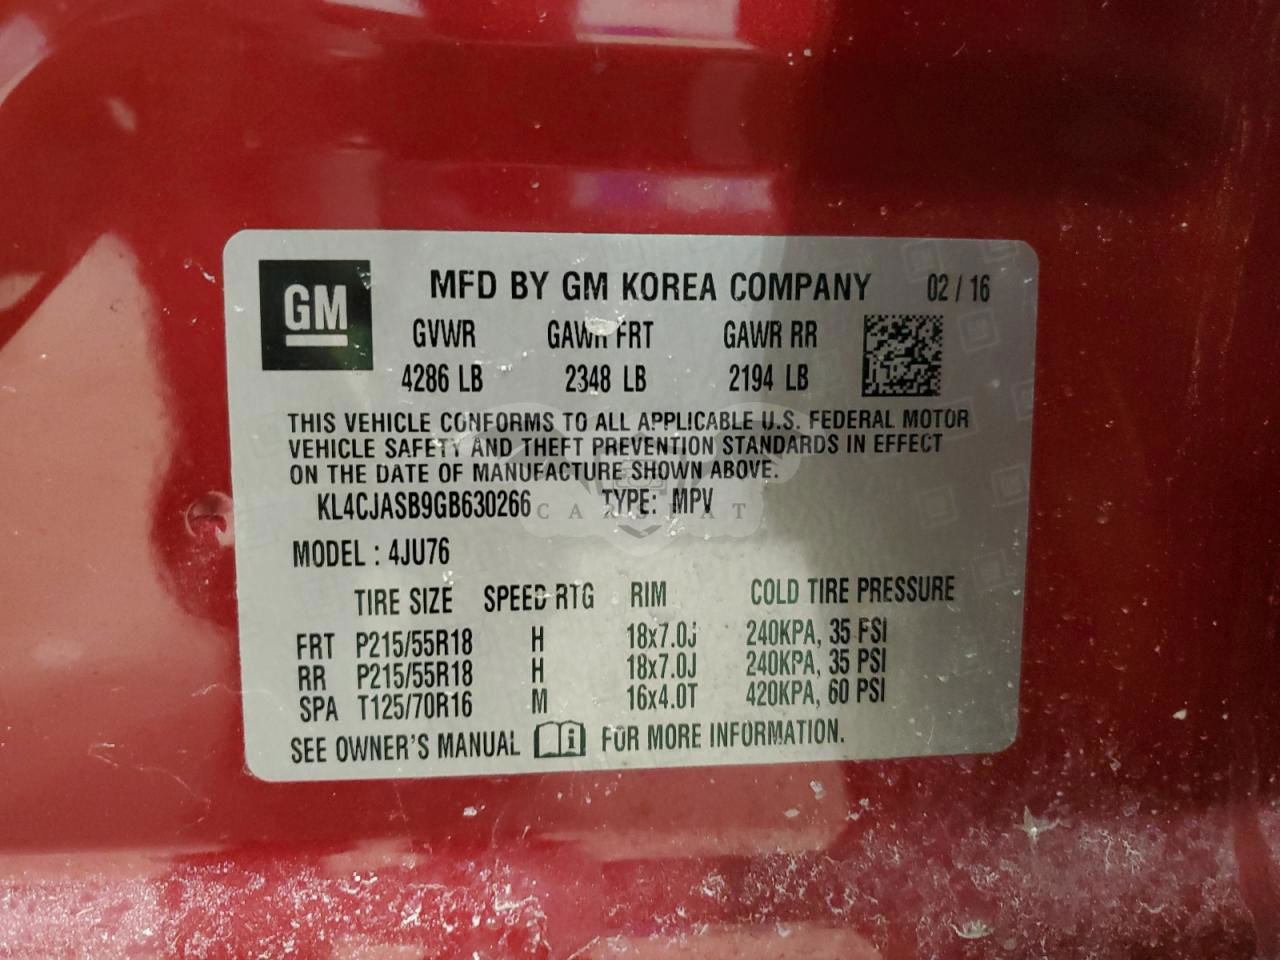 GM
MFD BY GM KOREA COMPANY 02 / 16
GVWR GAWR FRT GAWR RR
4286 LB 2348 LB 2194 LB
THIS VEHICLE CONFORMS TO ALL APPLICABLE U.S. FEDERAL MOTOR
VEHICLE SAFETY AND THEFT PREVENTION STANDARDS IN EFFECT
ON THE DATE OF MANUFACTURE SHOWN ABOVE.
KL4CJASB9GB630266 TYPE: MPV
MODEL : 4JU76
TIRE SIZE SPEED RTG RIM COLD TIRE PRESSURE
FRT P215/55R18 H 18x7.0J 240KPA, 35 PSI
RR P215/55R18 H 18x7.0J 240KPA, 35 PSI
SPA T125/70R16 M 16x4.0T 420KPA, 60 PSI
SEE OWNER'S MANUAL i FOR MORE INFORMATION.